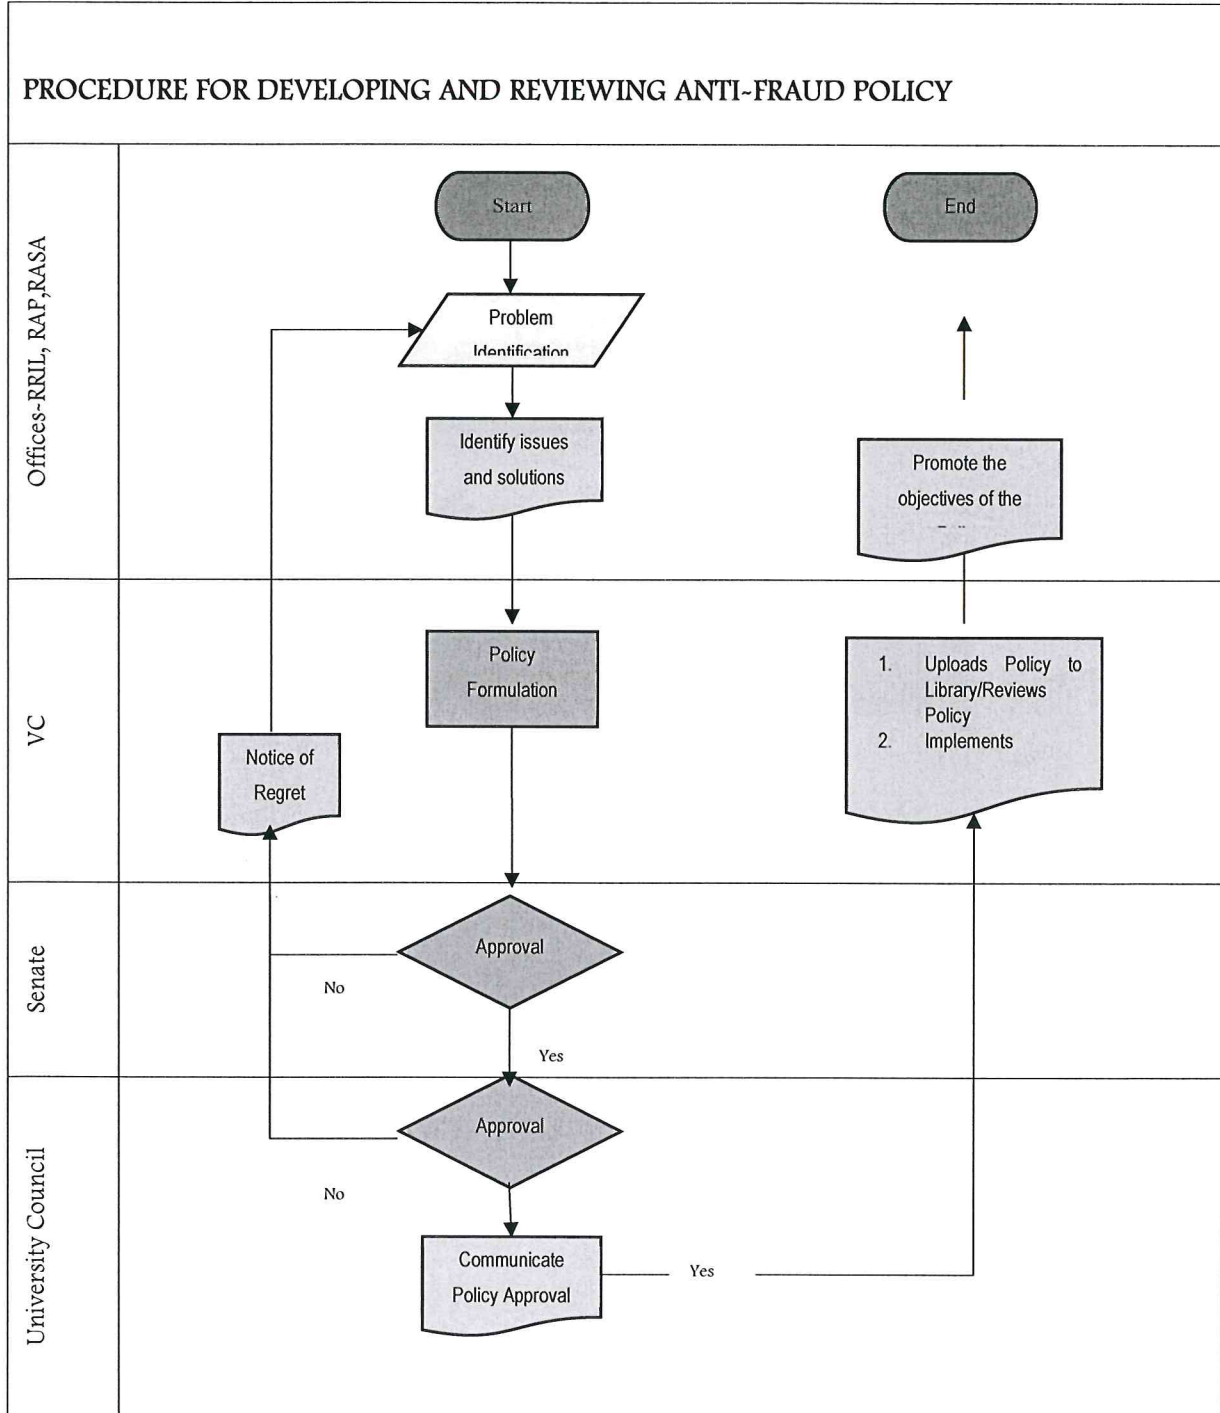 PROCEDURE FOR DEVELOPING AND REVIEWING ANTI-FRAUD POLICY
Offices-RRIL, RAP,RASA
Start
End
Problem
Identification
Identify issues
and solutions
Promote the
objectives of the
VC
Policy
Formulation
1. Uploads Policy to
Library/Reviews
Policy
2. Implements
Notice of
Regret
Senate
Approval
No
Yes
University Council
Approval
No
Communicate
Policy Approval
Yes